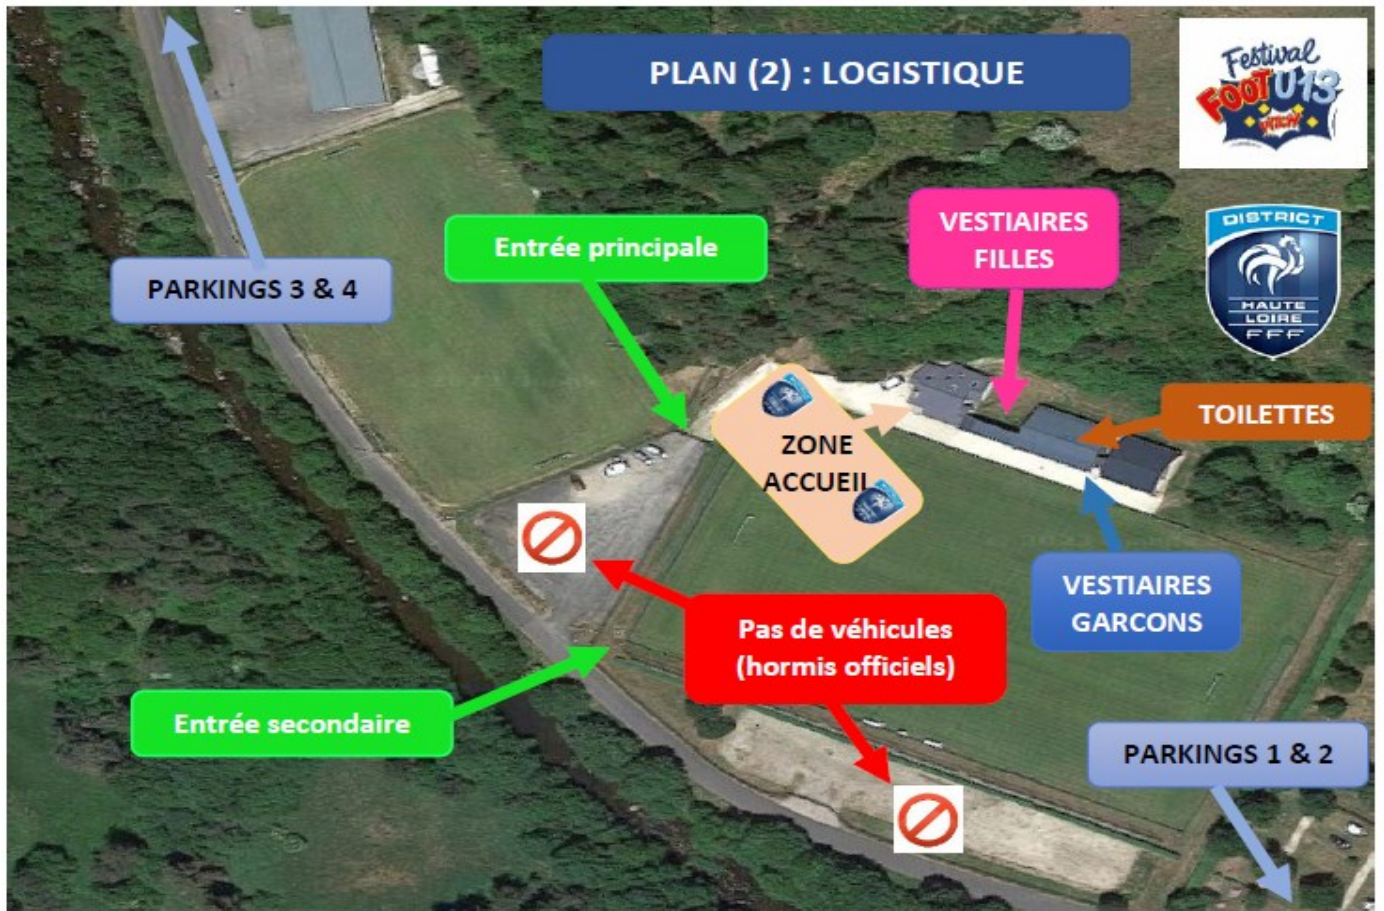 PLAN (2) : LOGISTIQUE
Festival
FOOT U13
PITCH
DISTRICT
HAUTE
LOIRE
FFF
VESTIAIRES
FILLES
Entrée principale
PARKINGS 3 & 4
TOILETTES
ZONE
ACCUEIL
VESTIAIRES
GARCONS
Pas de véhicules
(hormis officiels)
Entrée secondaire
PARKINGS 1 & 2